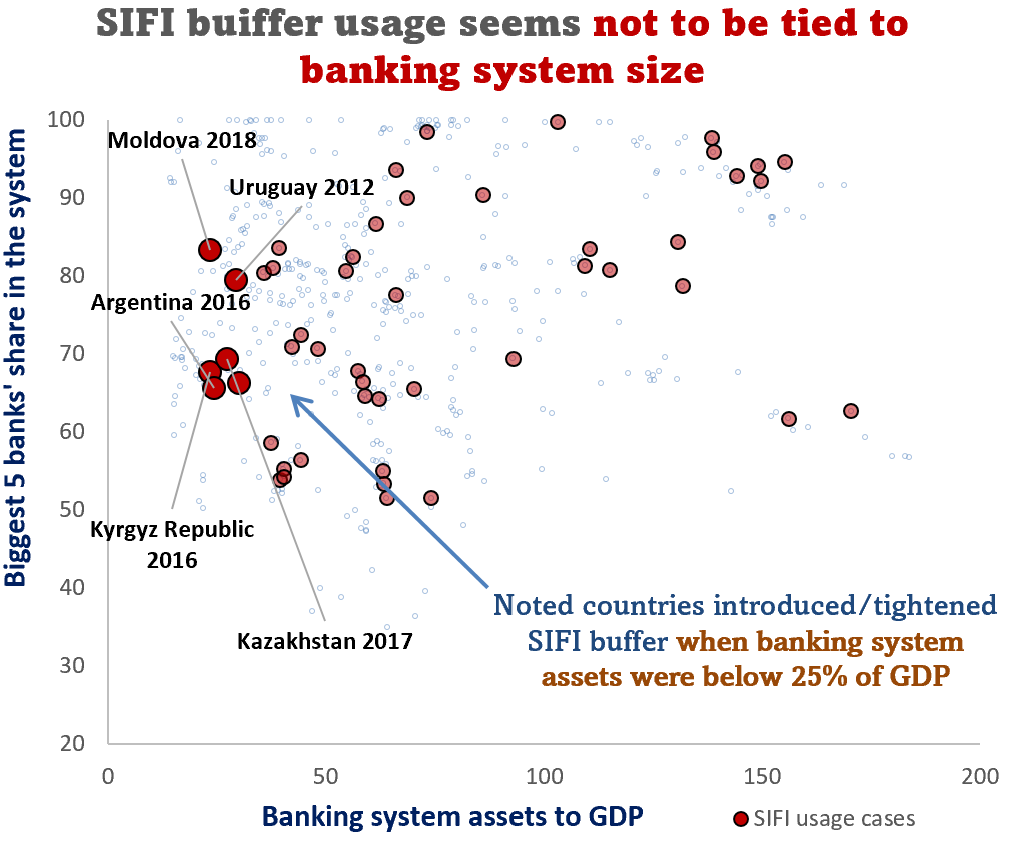 SIFI buiffer usage seems not to be tied to
banking system size
Biggest 5 banks' share in the system
100
90
80
70
60
50
40
30
20
Moldova 2018
Uruguay 2012
Argentina 2016
Kyrgyz Republic
2016
Kazakhstan 2017
Noted countries introduced/tightened
SIFI buffer when banking system
assets were below 25% of GDP
0
50
100
150
200
Banking system assets to GDP
SIFI usage cases